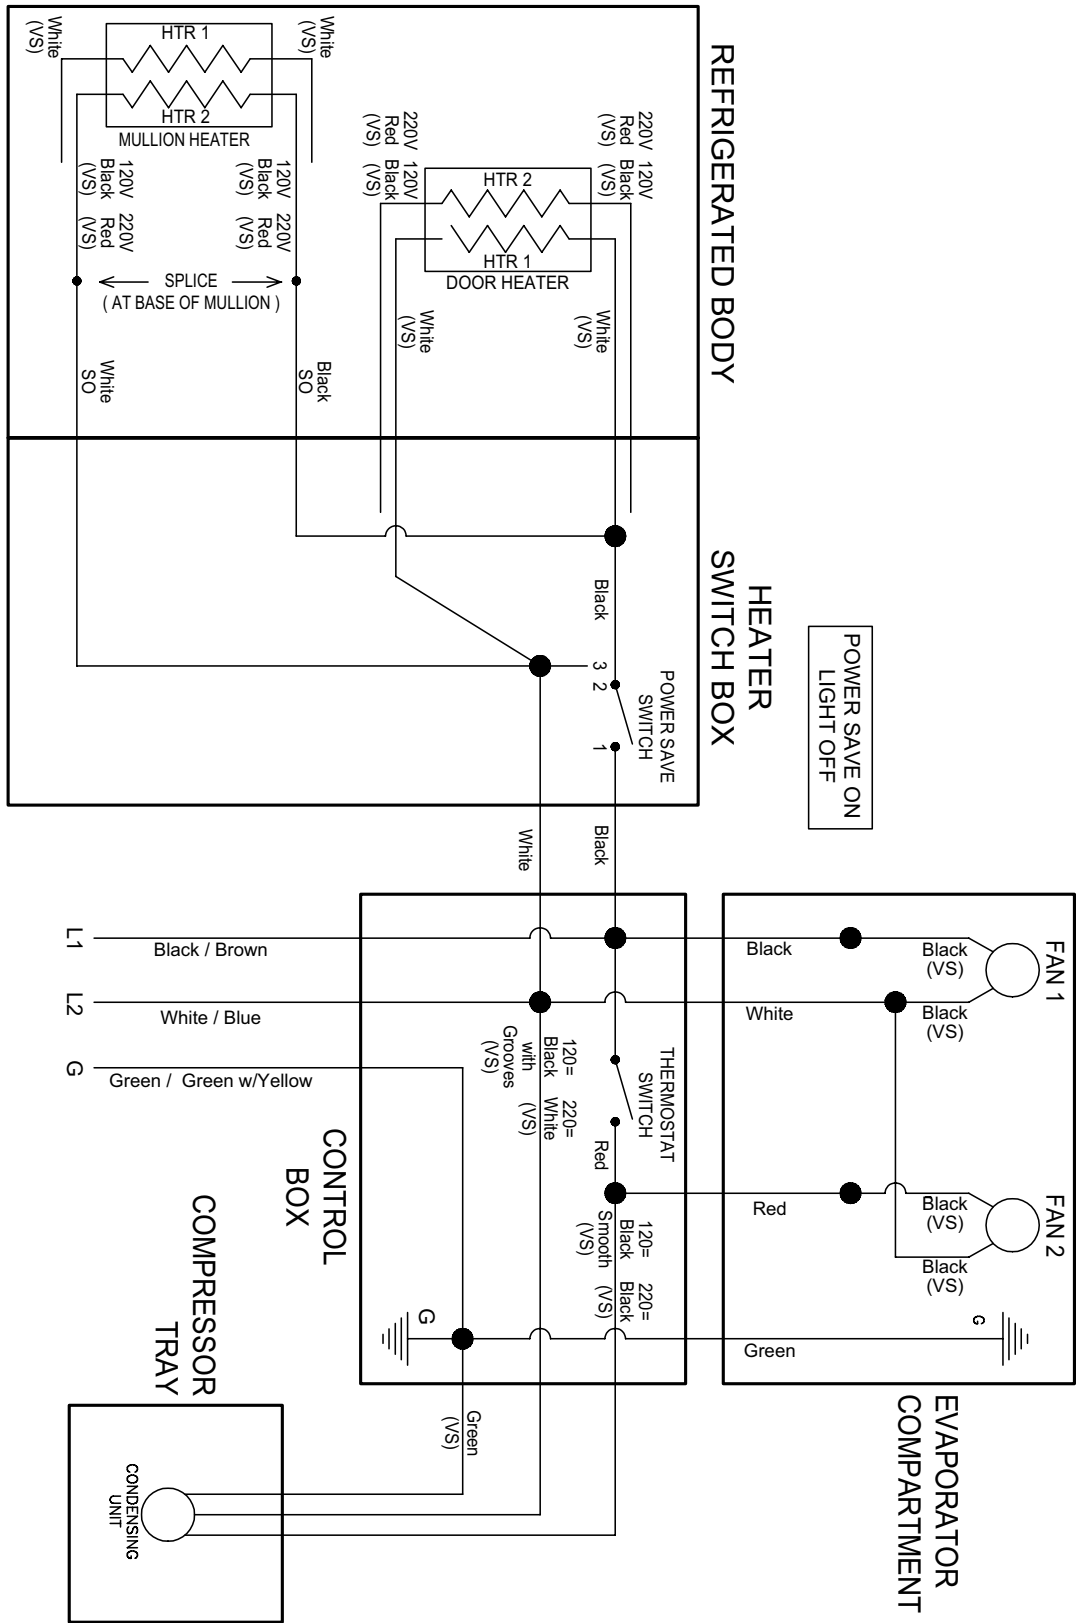 REFRIGERATED BODY
White
(VS)
HTR 1
HTR 2
MULLION HEATER
White
(VS)
120V
Black
(VS)
220V
Red
(VS)
120V
Black
(VS)
220V
Red
(VS)
SPLICE
( AT BASE OF MULLION )
White
SO
Black
SO
220V
Red
(VS)
120V
Black
(VS)
HTR 2
HTR 1
DOOR HEATER
220V
Red
(VS)
120V
Black
(VS)
White
(VS)
White
(VS)
HEATER
SWITCH BOX
POWER SAVE ON
LIGHT OFF
Black
3
2
1
POWER SAVE
SWITCH
White
Black
L1
Black / Brown
L2
White / Blue
G
Green / Green w/Yellow
Black
White
Black
(VS)
Black
(VS)
FAN 1
120=
Black
with
Grooves
(VS)
220=
White
(VS)
THERMOSTAT
SWITCH
Red
120=
Black
Smooth
(VS)
220=
Black
(VS)
Red
Black
(VS)
Black
(VS)
FAN 2
G
G
Green
CONTROL
BOX
COMPRESSOR
TRAY
Green
(VS)
CONDENSING
UNIT
EVAPORATOR
COMPARTMENT